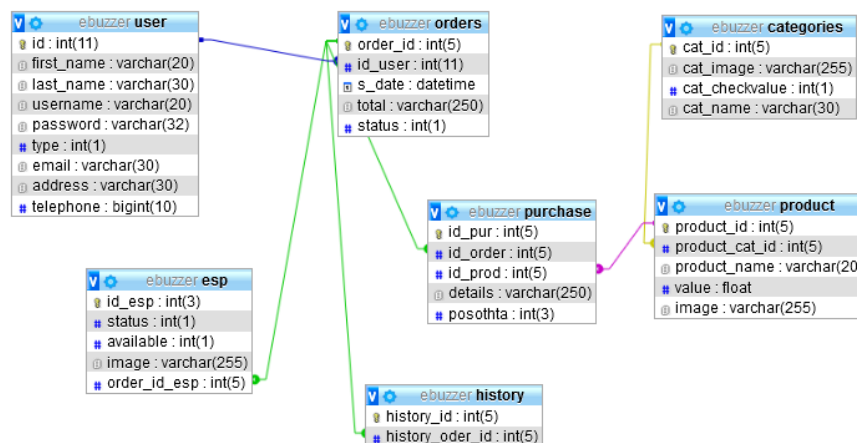 ebuzzer user
id : int(11)
first_name : varchar(20)
last_name : varchar(30)
username : varchar(20)
password : varchar(32)
type : int(1)
email : varchar(30)
address : varchar(30)
telephone : bigint(10)
ebuzzer orders
order_id : int(5)
id_user : int(11)
s_date : datetime
total : varchar(250)
status : int(1)
ebuzzer categories
cat_id : int(5)
cat_image : varchar(255)
cat_checkvalue : int(1)
cat_name : varchar(30)
ebuzzer purchase
id_pur : int(5)
id_order : int(5)
id_prod : int(5)
details : varchar(250)
posothta : int(3)
ebuzzer product
product_id : int(5)
product_cat_id : int(5)
product_name : varchar(20
value : float
image : varchar(255)
ebuzzer esp
id_esp : int(3)
status : int(1)
available : int(1)
image : varchar(255)
order_id_esp : int(5)
ebuzzer history
history_id : int(5)
history_oder_id : int(5)